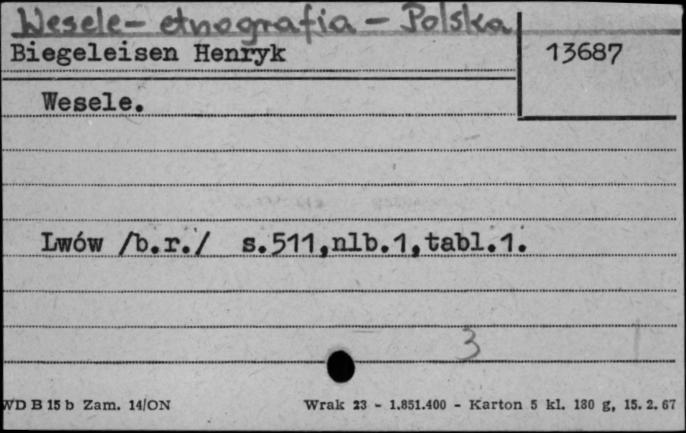 Wesele - etnografia - Polska
Biegeleisen Henryk
13687
Wesele.
Lwów /b.r./ s.511,nlb.1,tabl.1.
3
WD B 15 b Zam. 14/ON
Wrak 23 - 1.851.400 - Karton 5 kl. 180 g, 15. 2. 67